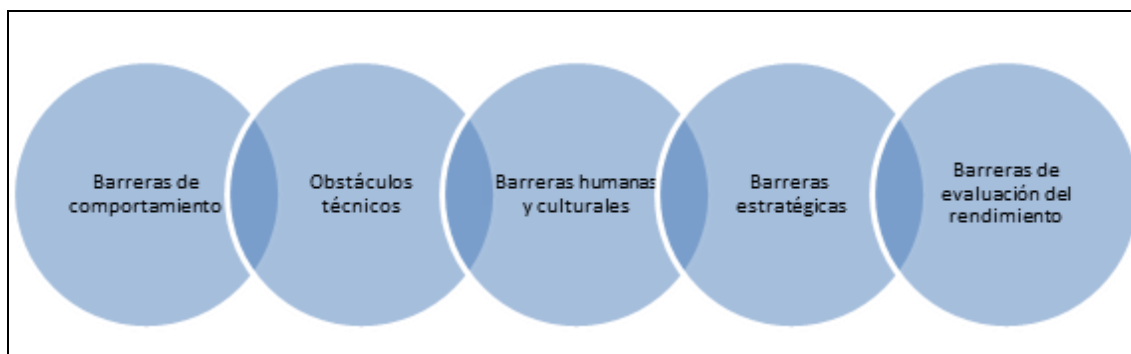 Barreras de
comportamiento
Obstáculos
técnicos
Barreras humanas
y culturales
Barreras
estratégicas
Barreras de
evaluación del
rendimiento